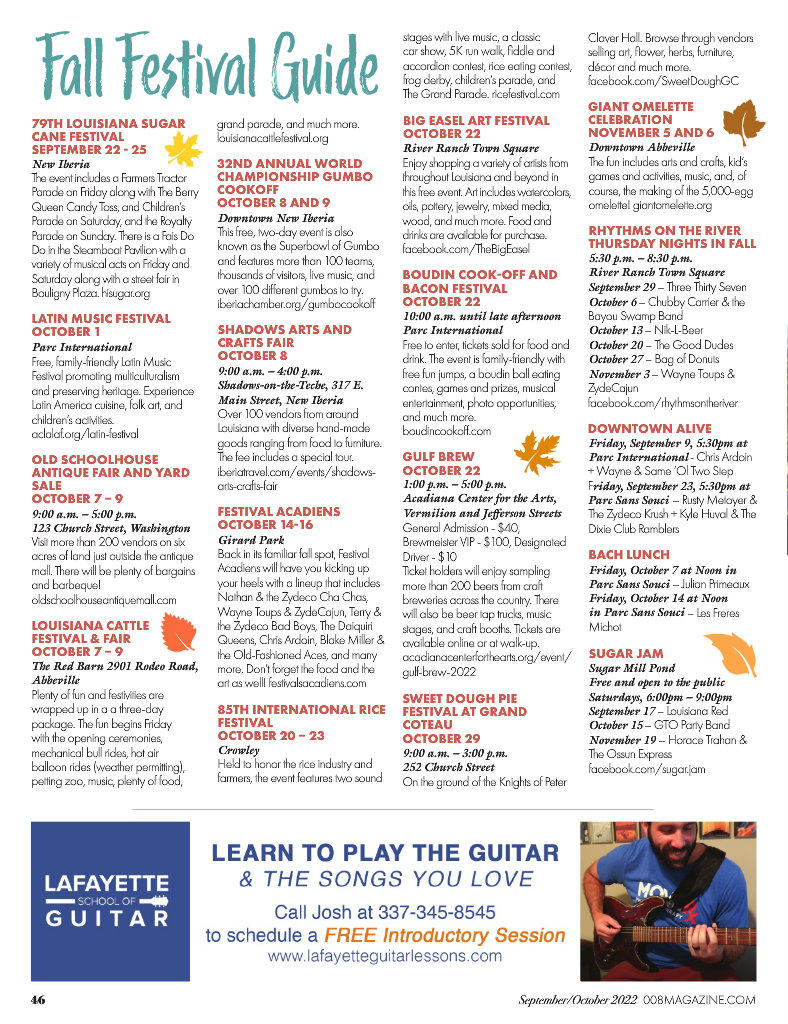 Fall Festival Guide
79TH LOUISIANA SUGAR
CANE FESTIVAL
SEPTEMBER 22 - 25
New Iberia
The event includes a Farmers Tractor
Parade on Friday along with The Berry
Queen Candy Toss, and Children's
Parade on Saturday, and the Royalty
Parade on Sunday. There is a Fais Do
Do in the Steamboat Pavilion with a
variety of musical acts on Friday and
Saturday along with a street fair in
Bouligny Plaza. hisugar.org
LATIN MUSIC FESTIVAL
OCTOBER 1
Parc International
Free, family-friendly Latin Music
Festival promoting multiculturalism
and preserving heritage. Experience
Latin America cuisine, folk art, and
children's activities.
aclalaf.org/latin-festival
OLD SCHOOLHOUSE
ANTIQUE FAIR AND YARD
SALE
OCTOBER 7 – 9
9:00 a.m. – 5:00 p.m.
123 Church Street, Washington
Visit more than 200 vendors on six
acres of land just outside the antique
mall. There will be plenty of bargains
and barbeque!
oldschoolhouseantiquemall.com
LOUISIANA CATTLE
FESTIVAL & FAIR
OCTOBER 7 – 9
The Red Barn 2901 Rodeo Road,
Abbeville
Plenty of fun and festivities are
wrapped up in a a three-day
package. The fun begins Friday
with the opening ceremonies,
mechanical bull rides, hot air
balloon rides (weather permitting),
petting zoo, music, plenty of food,
grand parade, and much more.
louisianacattlefestival.org
32ND ANNUAL WORLD
CHAMPIONSHIP GUMBO
COOKOFF
OCTOBER 8 AND 9
Downtown New Iberia
This free, two-day event is also
known as the Superbowl of Gumbo
and features more than 100 teams,
thousands of visitors, live music, and
over 100 different gumbos to try.
iberiachamber.org/gumbocookoff
SHADOWS ARTS AND
CRAFTS FAIR
OCTOBER 8
9:00 a.m. – 4:00 p.m.
Shadows-on-the-Teche, 317 E.
Main Street, New Iberia
Over 100 vendors from around
Louisiana with diverse hand-made
goods ranging from food to furniture.
The fee includes a special tour.
iberiatravel.com/events/shadows-
arts-crafts-fair
FESTIVAL ACADIENS
OCTOBER 14-16
Girard Park
Back in its familiar fall spot, Festival
Acadiens will have you kicking up
your heels with a lineup that includes
Nathan & the Zydeco Cha Chas,
Wayne Toups & ZydeCajun, Terry &
the Zydeco Bad Boys, The Daiquiri
Queens, Chris Ardoin, Blake Miller &
the Old-Fashioned Aces, and many
more. Don't forget the food and the
art as well! festivalsacadiens.com
85TH INTERNATIONAL RICE
FESTIVAL
OCTOBER 20 – 23
Crowley
Held to honor the rice industry and
farmers, the event features two sound
stages with live music, a classic
car show, 5K run walk, fiddle and
accordion contest, rice eating contest,
frog derby, children's parade, and
The Grand Parade. ricefestival.com
BIG EASEL ART FESTIVAL
OCTOBER 22
River Ranch Town Square
Enjoy shopping a variety of artists from
throughout Louisiana and beyond in
this free event. Art includes watercolors,
oils, pottery, jewelry, mixed media,
wood, and much more. Food and
drinks are available for purchase.
facebook.com/TheBigEasel
BOUDIN COOK-OFF AND
BACON FESTIVAL
OCTOBER 22
10:00 a.m. until late afternoon
Parc International
Free to enter, tickets sold for food and
drink. The event is family-friendly with
free fun jumps, a boudin ball eating
contes, games and prizes, musical
entertainment, photo opportunities,
and much more.
boudincookoff.com
GULF BREW
OCTOBER 22
1:00 p.m. – 5:00 p.m.
Acadiana Center for the Arts,
Vermilion and Jefferson Streets
General Admission - $40,
Brewmeister VIP - $100, Designated
Driver - $10
Ticket holders will enjoy sampling
more than 200 beers from craft
breweries across the country. There
will also be beer tap trucks, music
stages, and craft booths. Tickets are
available online or at walk-up.
acadianacenterforthearts.org/event/
gulf-brew-2022
SWEET DOUGH PIE
FESTIVAL AT GRAND
COTEAU
OCTOBER 29
9:00 a.m. – 3:00 p.m.
252 Church Street
On the ground of the Knights of Peter
Claver Hall. Browse through vendors
selling art, flower, herbs, furniture,
décor and much more.
facebook.com/SweetDoughGC
GIANT OMELETTE
CELEBRATION
NOVEMBER 5 AND 6
Downtown Abbeville
The fun includes arts and crafts, kid's
games and activities, music, and, of
course, the making of the 5,000-egg
omelette! giantomelette.org
RHYTHMS ON THE RIVER
THURSDAY NIGHTS IN FALL
5:30 p.m. – 8:30 p.m.
River Ranch Town Square
September 29 – Three Thirty Seven
October 6 – Chubby Carrier & the
Bayou Swamp Band
October 13 – Nik-L-Beer
October 20 – The Good Dudes
October 27 – Bag of Donuts
November 3 – Wayne Toups &
ZydeCajun
facebook.com/rhythmsontheriver
DOWNTOWN ALIVE
Friday, September 9, 5:30pm at
Parc International - Chris Ardoin
+ Wayne & Same 'Ol Two Step
Friday, September 23, 5:30pm at
Parc Sans Souci – Rusty Metoyer &
The Zydeco Krush + Kyle Huval & The
Dixie Club Ramblers
BACH LUNCH
Friday, October 7 at Noon in
Parc Sans Souci – Julian Primeaux
Friday, October 14 at Noon
in Parc Sans Souci – Les Freres
Michot
SUGAR JAM
Sugar Mill Pond
Free and open to the public
Saturdays, 6:00pm – 9:00pm
September 17 – Louisiana Red
October 15 – GTO Party Band
November 19 – Horace Trahan &
The Ossun Express
facebook.com/sugar.jam
LAFAYETTE
SCHOOL OF
GUITAR
LEARN TO PLAY THE GUITAR
& THE SONGS YOU LOVE
Call Josh at 337-345-8545
to schedule a FREE Introductory Session
www.lafayetteguitarlessons.com
46
September/October 2022 008MAGAZINE.COM